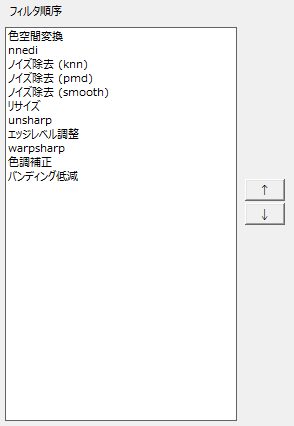 フィルタ順序
色空間変換
nnedi
ノイズ除去 (knn)
ノイズ除去 (pmd)
ノイズ除去 (smooth)
リサイズ
unsharp
エッジレベル調整
warpsharp
色調補正
バンディング低減
↑
↓